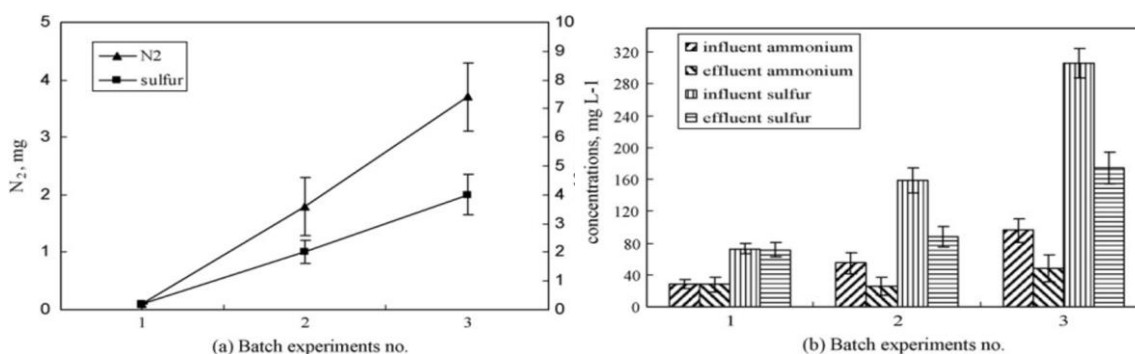 5
4
3
2
1
0
N₂, mg
N2
sulfur
10
9
8
7
6
5
4
3
2
1
0
1 2 3
(a) Batch experiments no.
320
280
240
200
160
120
80
40
0
concentrations, mg L-1
influent ammonium
effluent ammonium
influent sulfur
effluent sulfur
1 2 3
(b) Batch experiments no.